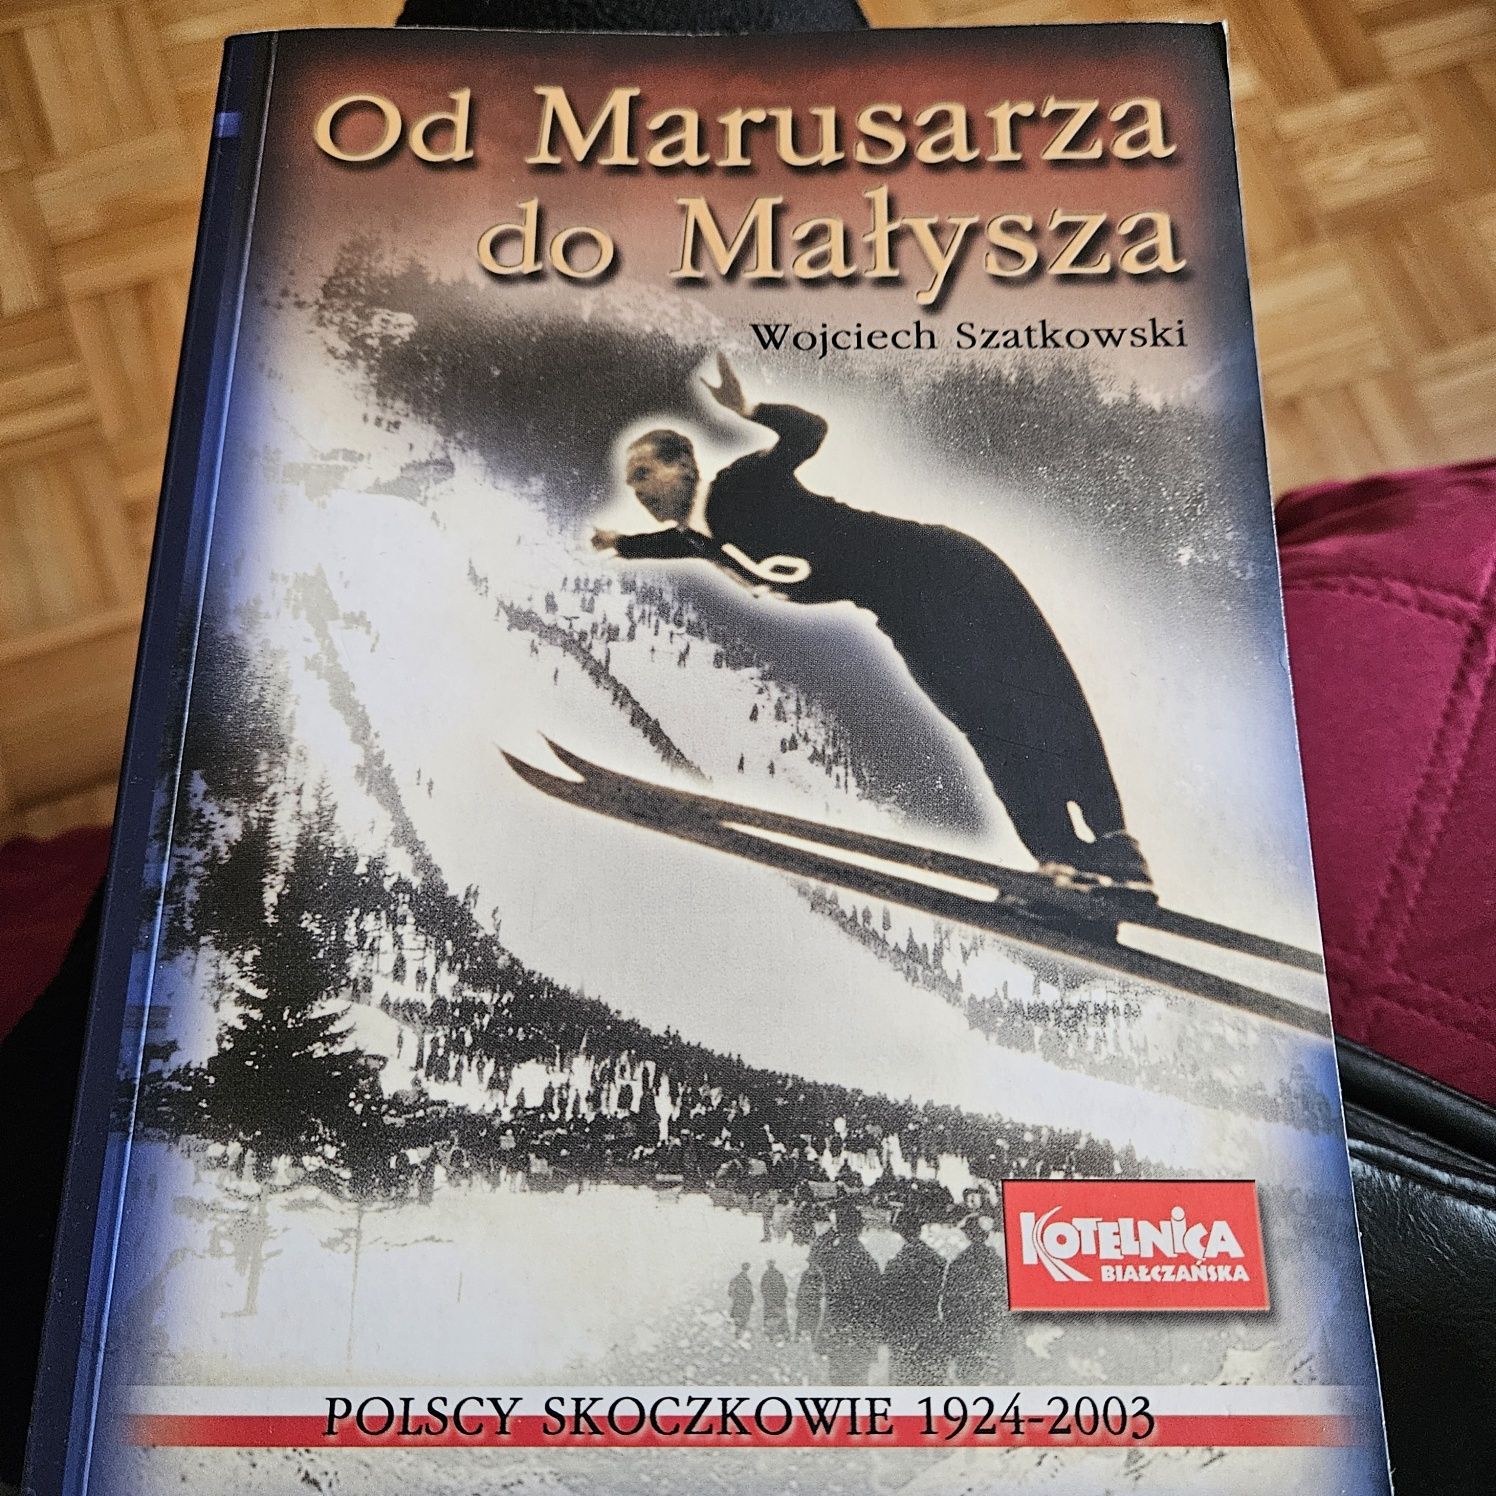 Od Marusarza
do Małysza
Wojciech Szatkowski
KOTELNICA
BIAŁCZAŃSKA
POLSCY SKOCZKOWIE 1924-2003